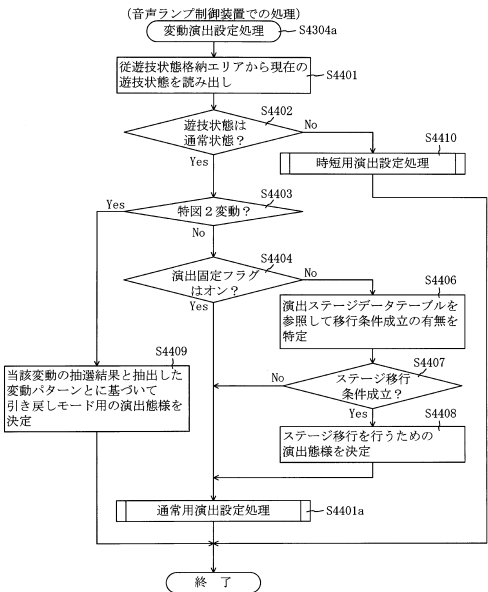 （音声ランプ制御装置での処理）
変動演出設定処理
S4304a
従遊技状態格納エリアから現在の
遊技状態を読み出し
S4401
S4402
遊技状態は
通常状態？
No
Yes
S4410
時短用演出設定処理
S4403
特図２変動？
Yes
No
S4404
演出固定フラグ
はオン？
No
Yes
S4406
演出ステージデータテーブルを
参照して移行条件成立の有無を
特定
S4407
ステージ移行
条件成立？
No
Yes
S4409
当該変動の抽選結果と抽出した
変動パターンとに基づいて
引き戻しモード用の演出態様を
決定
S4408
ステージ移行を行うための
演出態様を決定
通常用演出設定処理
S4401a
終 了